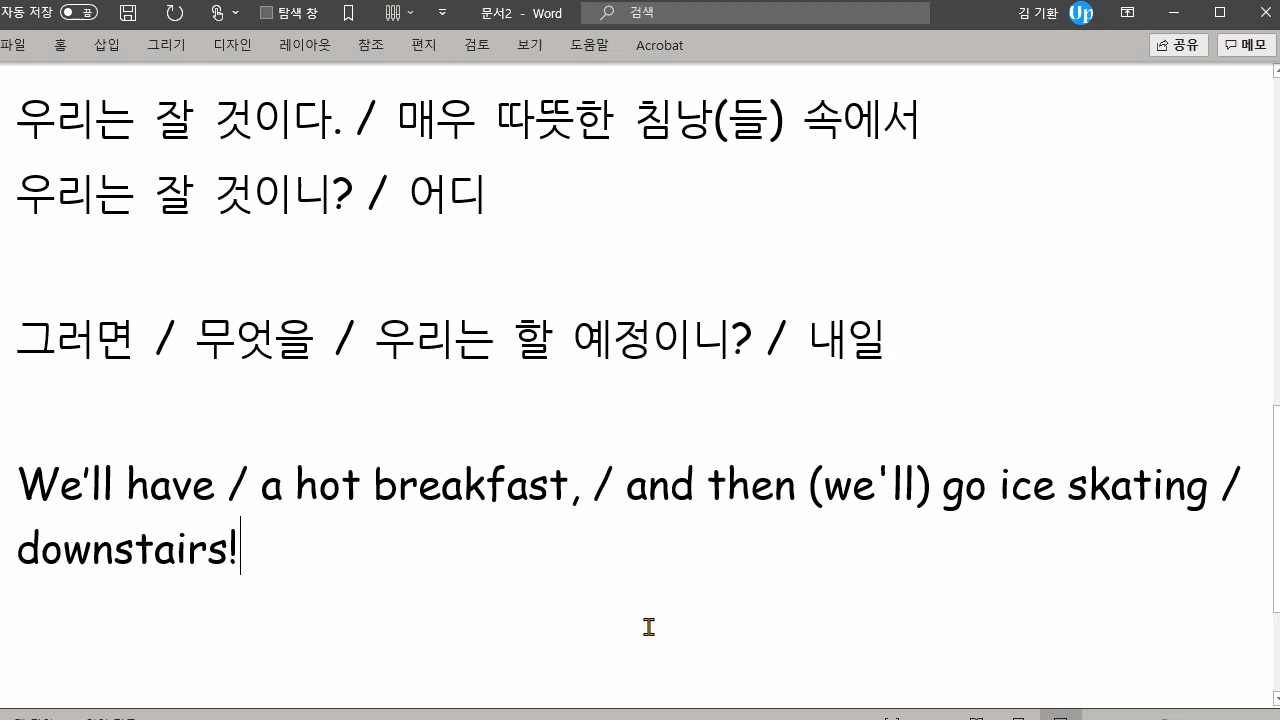 자동 저장 끔 탐색 창 문서2 - Word 검색 김 기환 Up
파일 홈 삽입 그리기 디자인 레이아웃 참조 편지 검토 보기 도움말 Acrobat 공유 메모
우리는 잘 것이다. / 매우 따뜻한 침낭(들) 속에서
우리는 잘 것이니? / 어디
그러면 / 무엇을 / 우리는 할 예정이니? / 내일
We’ll have / a hot breakfast, / and then (we'll) go ice skating /
downstairs!